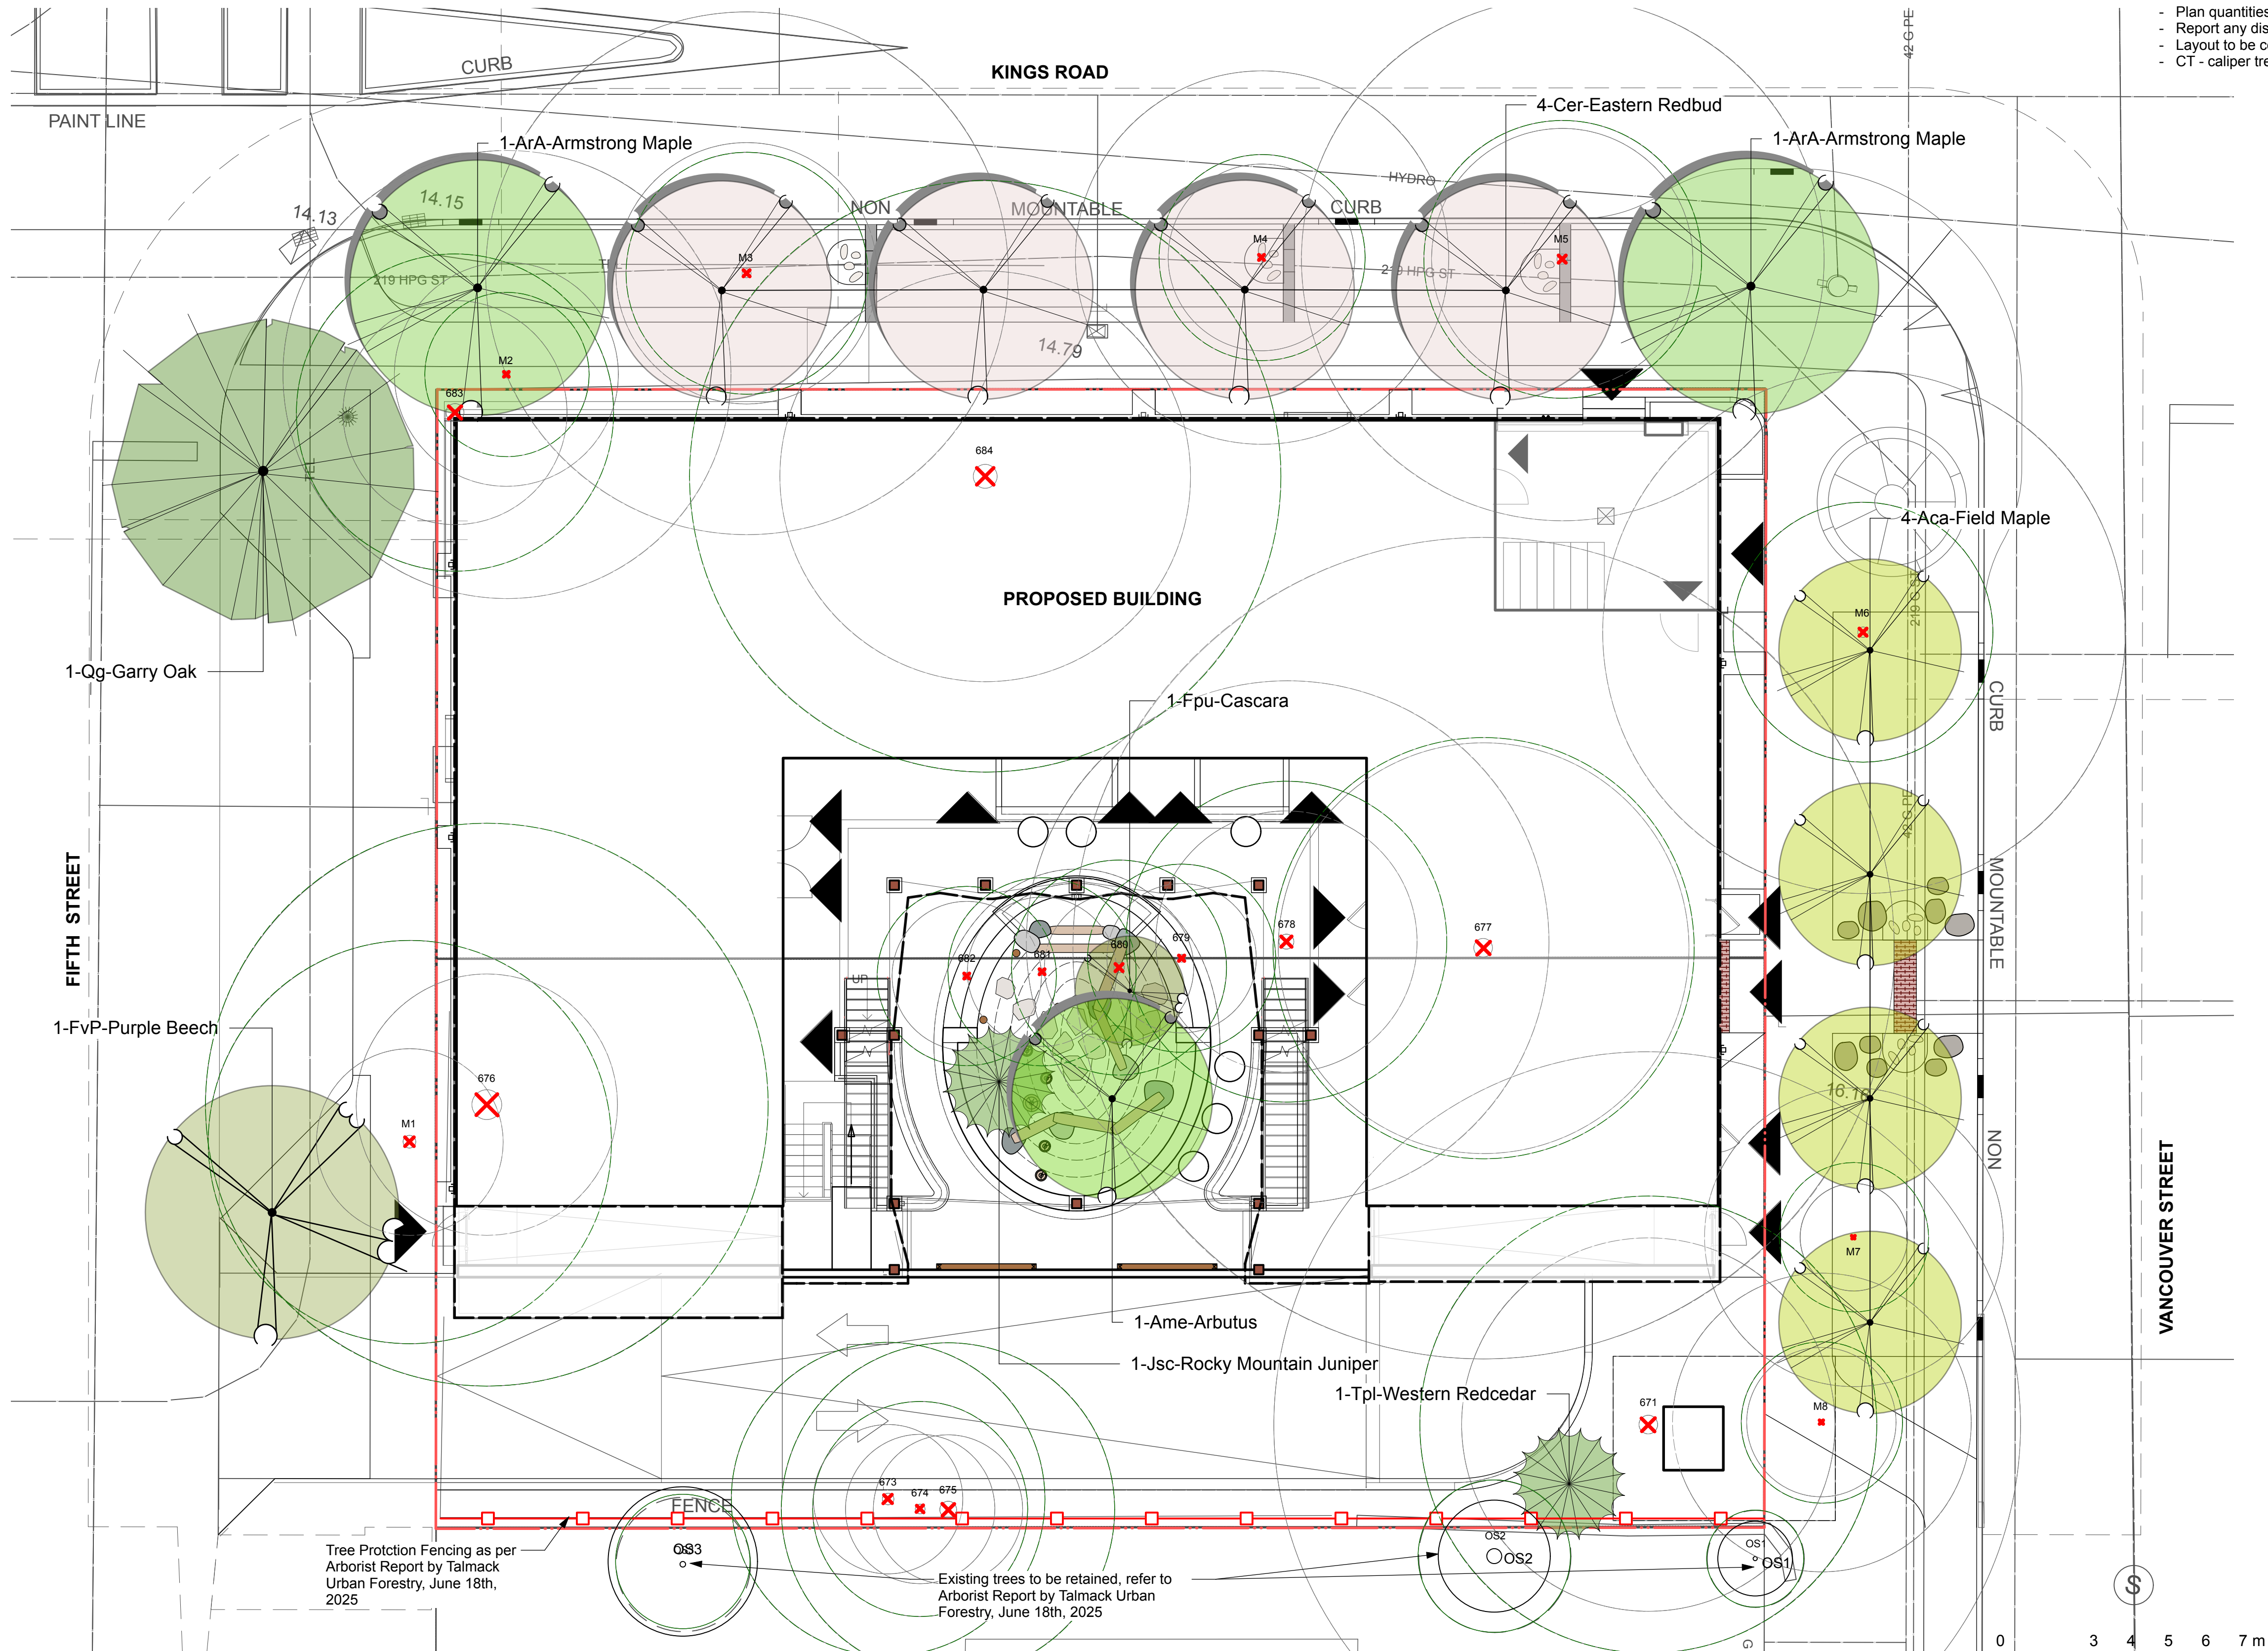 - Plan quantities
- Report any dis
- Layout to be c
- CT - caliper tre
42 G PE
CURB
KINGS ROAD
PAINT LINE
4-Cer-Eastern Redbud
1-ArA-Armstrong Maple
1-ArA-Armstrong Maple
HYDRO
14.13
14.15
NON
MOUNTABLE
CURB
M3
M4
M5
TEL
219 HPG ST
219 HPG ST
14.79
M2
683
684
TEL
4-Aca-Field Maple
219 G ST
PROPOSED BUILDING
M6
1-Qg-Garry Oak
1-Fpu-Cascara
CURB
42 G PE
MOUNTABLE
FIFTH STREET
678
677
679
680
681
682
UP
1-FvP-Purple Beech
676
M1
16.16
NON
VANCOUVER STREET
M7
1-Ame-Arbutus
1-Jsc-Rocky Mountain Juniper
1-Tpl-Western Redcedar
671
M8
673
674
675
FENCE
OS2
OS1
OS3
OS2
OS1
Tree Protction Fencing as per
Arborist Report by Talmack
Urban Forestry, June 18th,
2025
Existing trees to be retained, refer to
Arborist Report by Talmack Urban
Forestry, June 18th, 2025
S
G
0 3 4 5 6 7 m